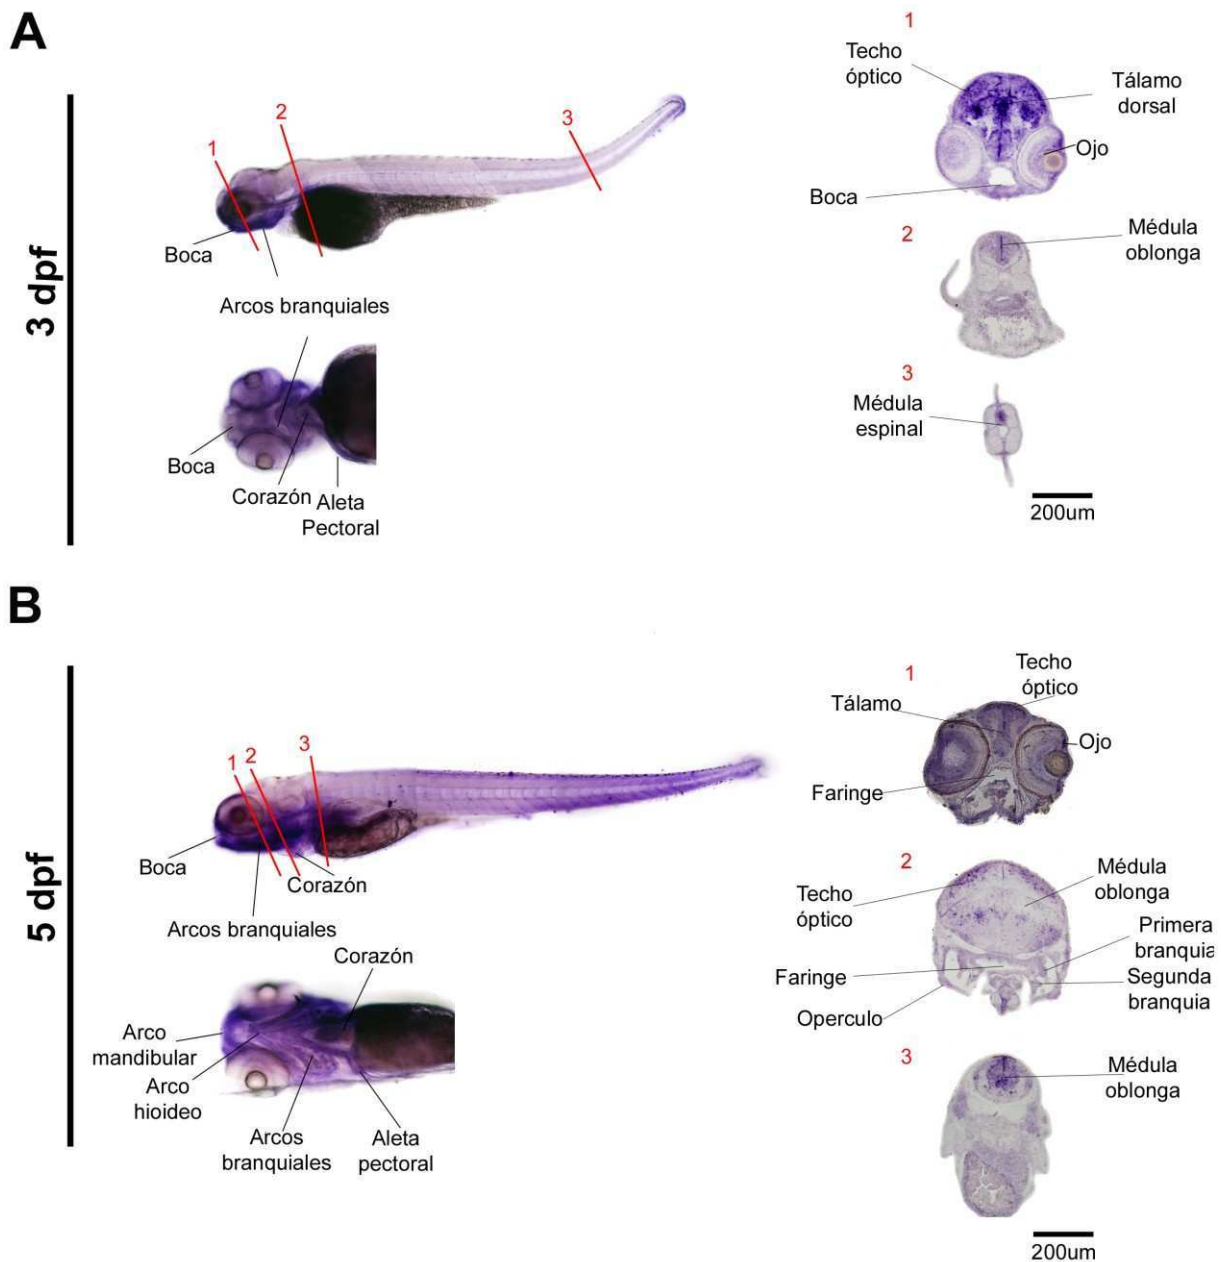 A
3 dpf
1
2
3
Boca
Arcos branquiales
Boca
Corazón
Aleta
Pectoral
1
Techo
óptico
Tálamo
dorsal
Ojo
Boca
2
Médula
oblonga
3
Médula
espinal
200um
B
5 dpf
1
2
3
Boca
Corazón
Arcos branquiales
Corazón
Arco
mandibular
Arco
hioideo
Arcos
branquiales
Aleta
pectoral
1
Techo
óptico
Tálamo
Ojo
Faringe
2
Techo
óptico
Médula
oblonga
Primera
branquia
Faringe
Segunda
branquia
Operculo
3
Médula
oblonga
200um